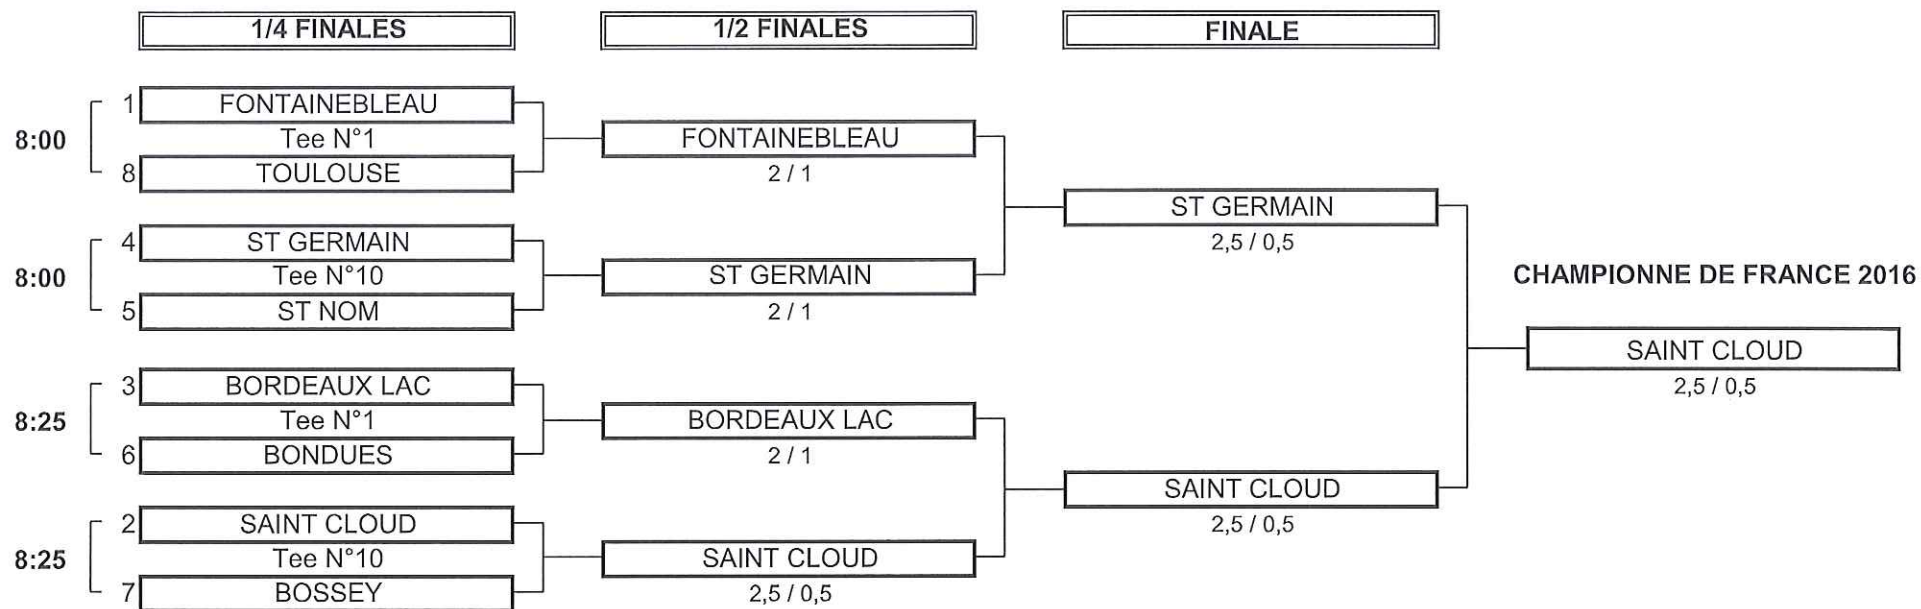 1/4 FINALES
1/2 FINALES
FINALE
1 FONTAINEBLEAU
8:00 Tee N°1
8 TOULOUSE
4 ST GERMAIN
8:00 Tee N°10
5 ST NOM
3 BORDEAUX LAC
8:25 Tee N°1
6 BONDUES
2 SAINT CLOUD
8:25 Tee N°10
7 BOSSEY
FONTAINEBLEAU
2 / 1
ST GERMAIN
2 / 1
BORDEAUX LAC
2 / 1
SAINT CLOUD
2,5 / 0,5
ST GERMAIN
2,5 / 0,5
SAINT CLOUD
2,5 / 0,5
CHAMPIONNE DE FRANCE 2016
SAINT CLOUD
2,5 / 0,5